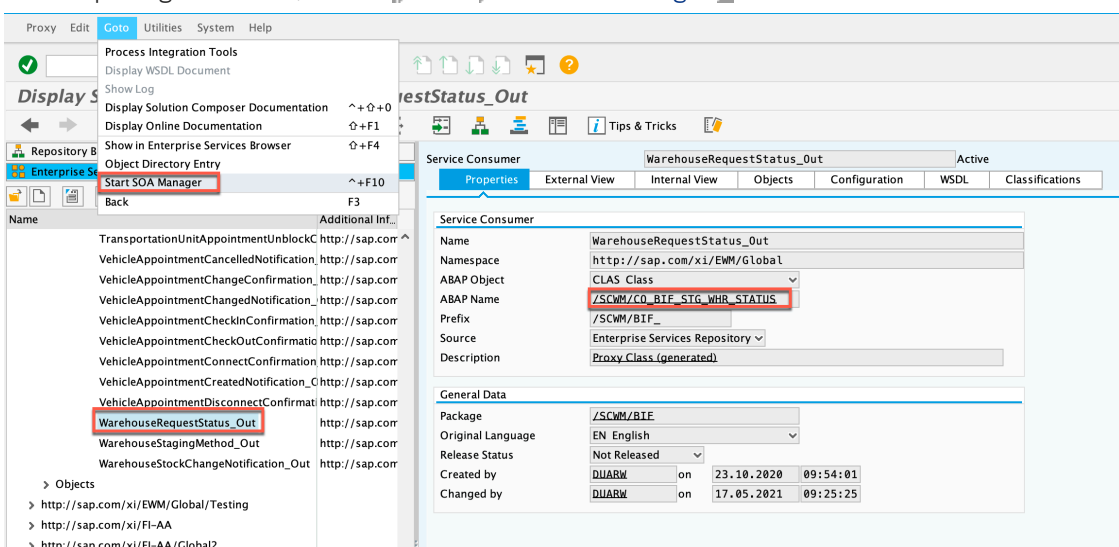 Proxy Edit Goto Utilities System Help
Process Integration Tools
Display WSDL Document
Show Log
Display Solution Composer Documentation ^+⇧+0
Display Online Documentation ⇧+F1
Show in Enterprise Services Browser ⇧+F4
Object Directory Entry
Start SOA Manager ^+F10
Back F3
Display
estStatus_Out
Tips & Tricks
Repository B
Enterprise Se
Name Additional Inf...
TransportationUnitAppointmentUnblockC http://sap.com
VehicleAppointmentCancelledNotification_ http://sap.com
VehicleAppointmentChangeConfirmation_ http://sap.com
VehicleAppointmentChangedNotification_ http://sap.com
VehicleAppointmentCheckInConfirmation_ http://sap.com
VehicleAppointmentCheckOutConfirmatio http://sap.com
VehicleAppointmentConnectConfirmation http://sap.com
VehicleAppointmentCreatedNotification_O http://sap.com
VehicleAppointmentDisconnectConfirmati http://sap.com
WarehouseRequestStatus_Out http://sap.com
WarehouseStagingMethod_Out http://sap.com
WarehouseStockChangeNotification_Out http://sap.com
Objects
http://sap.com/xi/EWM/Global/Testing
http://sap.com/xi/FI-AA
http://sap.com/xi/FI-AA/Global2
Service Consumer WarehouseRequestStatus_Out Active
Properties External View Internal View Objects Configuration WSDL Classifications
Service Consumer
Name WarehouseRequestStatus_Out
Namespace http://sap.com/xi/EWM/Global
ABAP Object CLAS Class
ABAP Name /SCWM/CO_BIF_STG_WHR_STATUS
Prefix /SCWM/BIF_
Source Enterprise Services Repository
Description Proxy Class (generated)
General Data
Package /SCWM/BIF
Original Language EN English
Release Status Not Released
Created by DUARW on 23.10.2020 09:54:01
Changed by DUARW on 17.05.2021 09:25:25